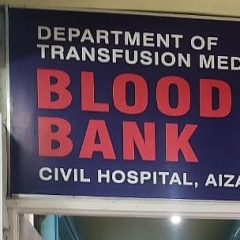 DEPARTMENT OF
TRANSFUSION MED
BLOOD
BANK
CIVIL HOSPITAL, AIZA